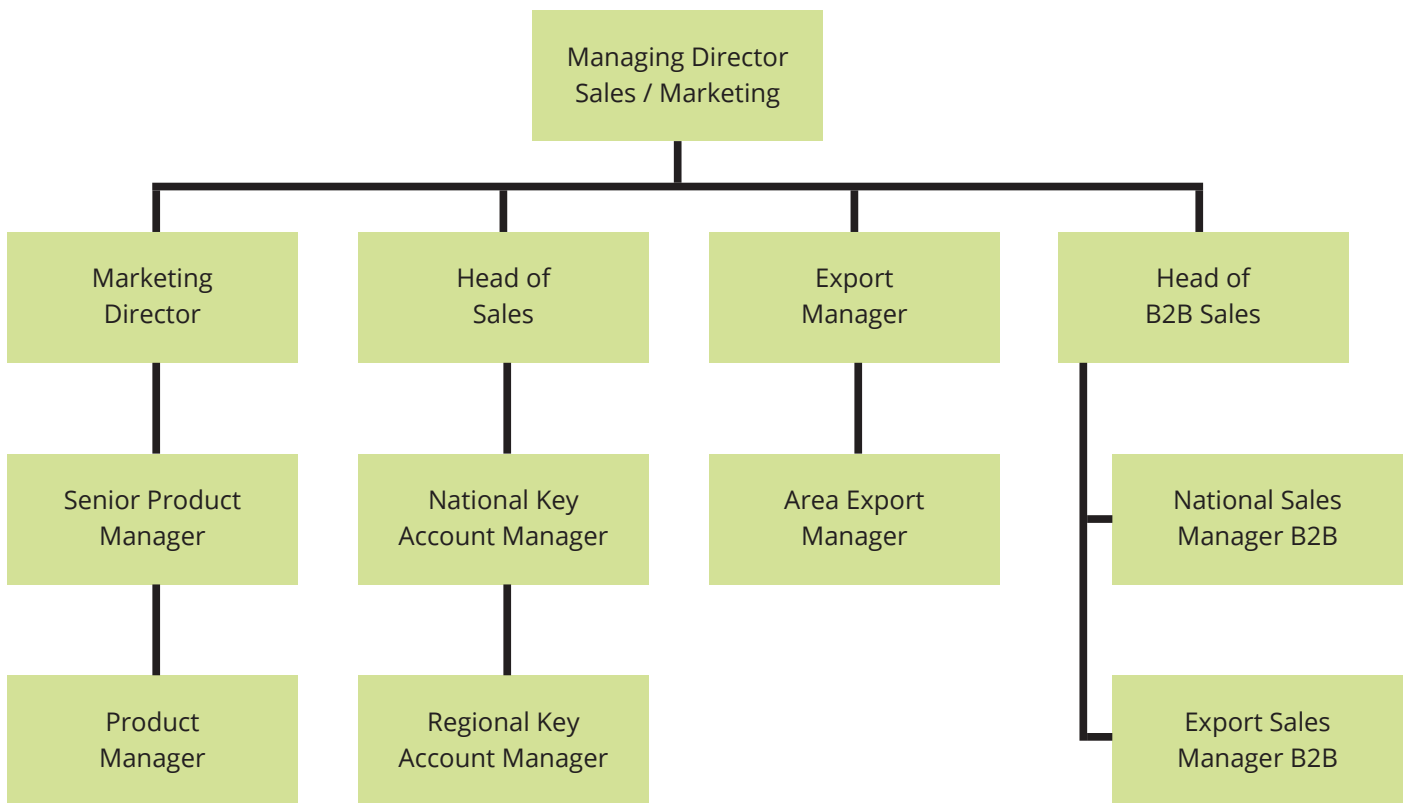 Managing Director
Sales / Marketing
Marketing
Director
Head of
Sales
Export
Manager
Head of
B2B Sales
Senior Product
Manager
National Key
Account Manager
Area Export
Manager
National Sales
Manager B2B
Product
Manager
Regional Key
Account Manager
Export Sales
Manager B2B